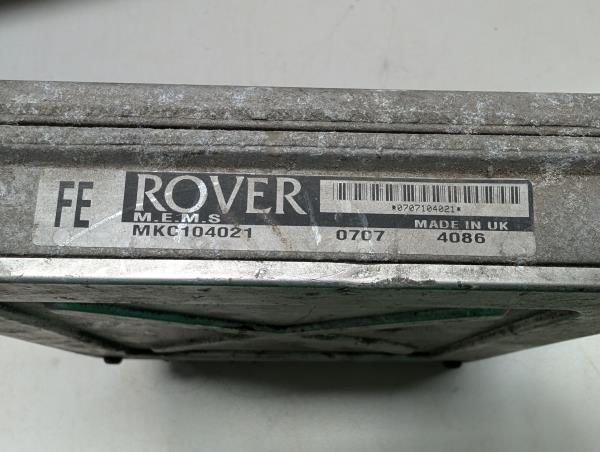 FE
ROVER
M.E.M.S
*0707104021*
MADE IN UK
MKC104021 0707 4086